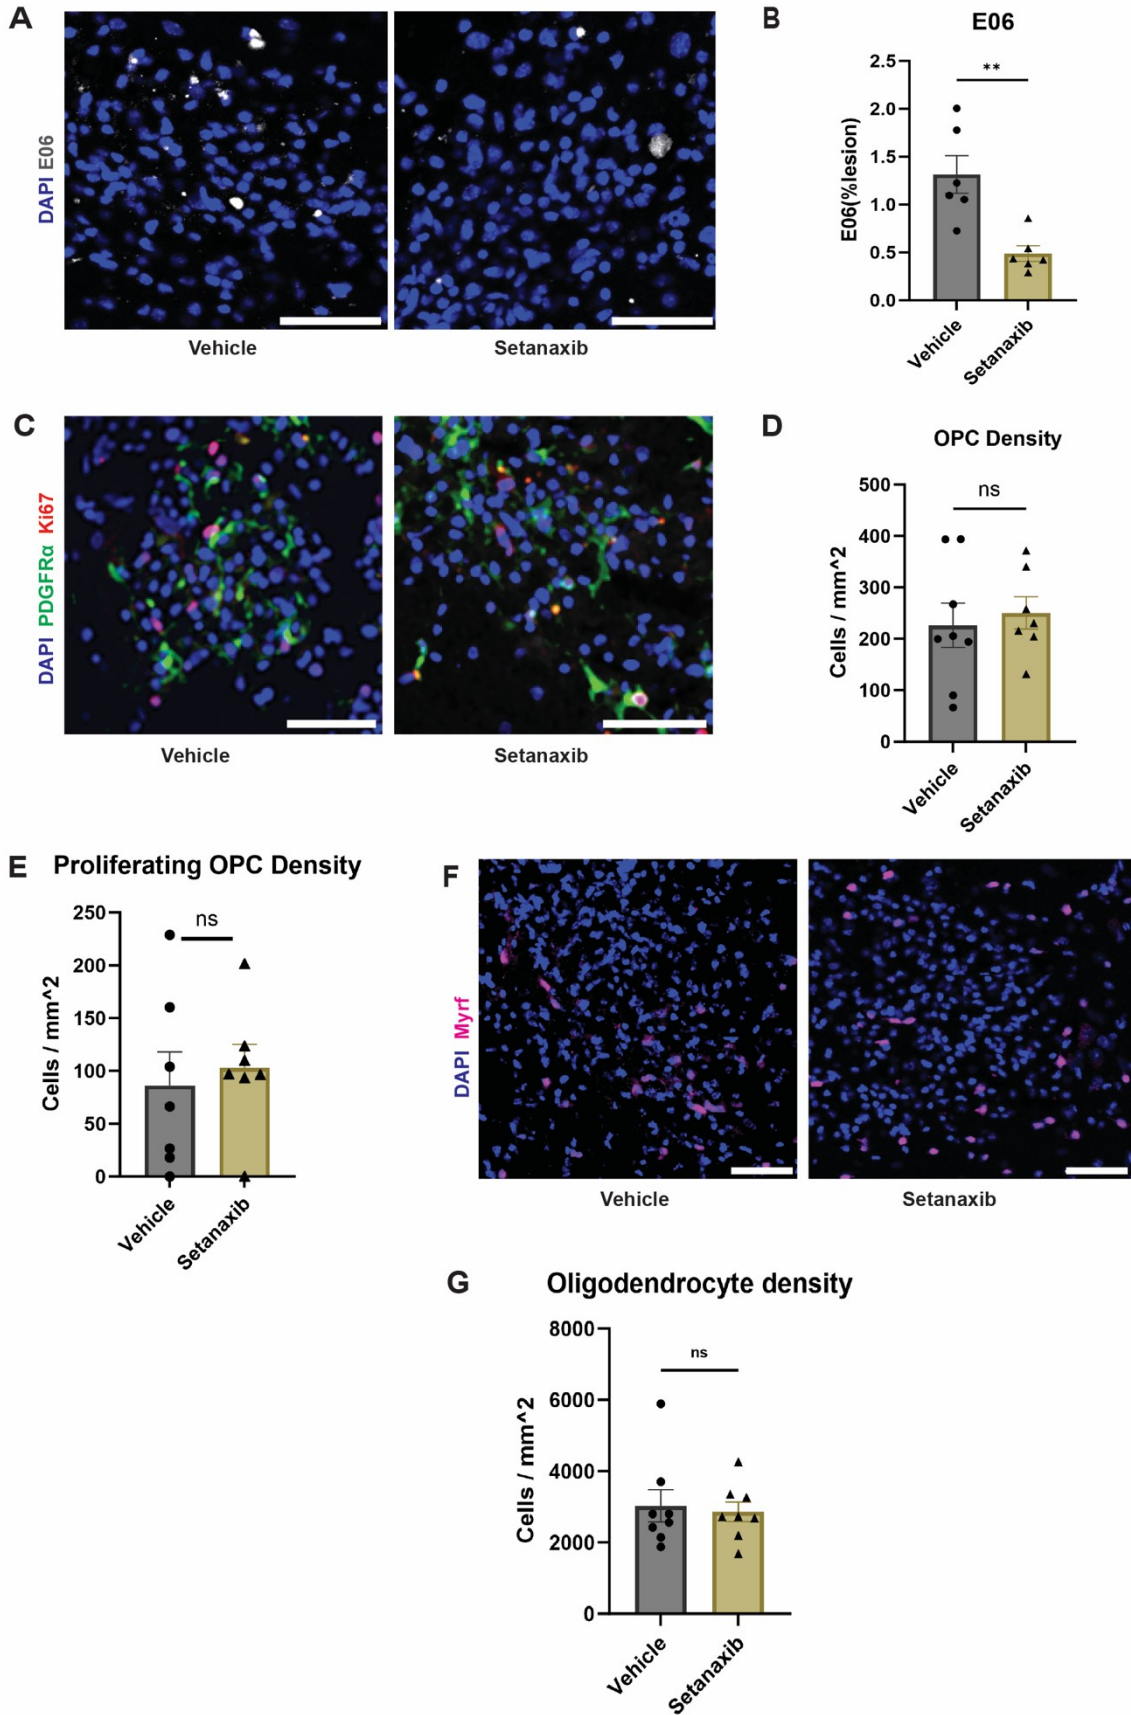 A
DAPI E06
Vehicle
Setanaxib
B
E06
**
E06(%lesion)
2.5
2.0
1.5
1.0
0.5
0.0
Vehicle
Setanaxib
C
DAPI PDGFRα Ki67
Vehicle
Setanaxib
D
OPC Density
ns
Cells / mm^2
500
400
300
200
100
0
Vehicle
Setanaxib
E
Proliferating OPC Density
ns
Cells / mm^2
250
200
150
100
50
0
Vehicle
Setanaxib
F
DAPI Myrf
Vehicle
Setanaxib
G
Oligodendrocyte density
ns
Cells / mm^2
8000
6000
4000
2000
0
Vehicle
Setanaxib